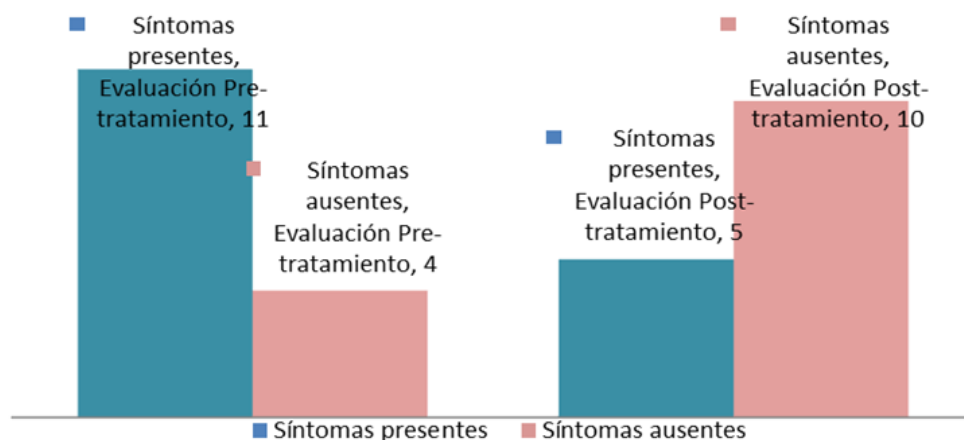 Síntomas
presentes,
Evaluación Pre-
tratamiento, 11
Síntomas
ausentes,
Evaluación Pre-
tratamiento, 4
Síntomas
presentes,
Evaluación Post-
tratamiento, 5
Síntomas
ausentes,
Evaluación Post-
tratamiento, 10
Síntomas presentes
Síntomas ausentes